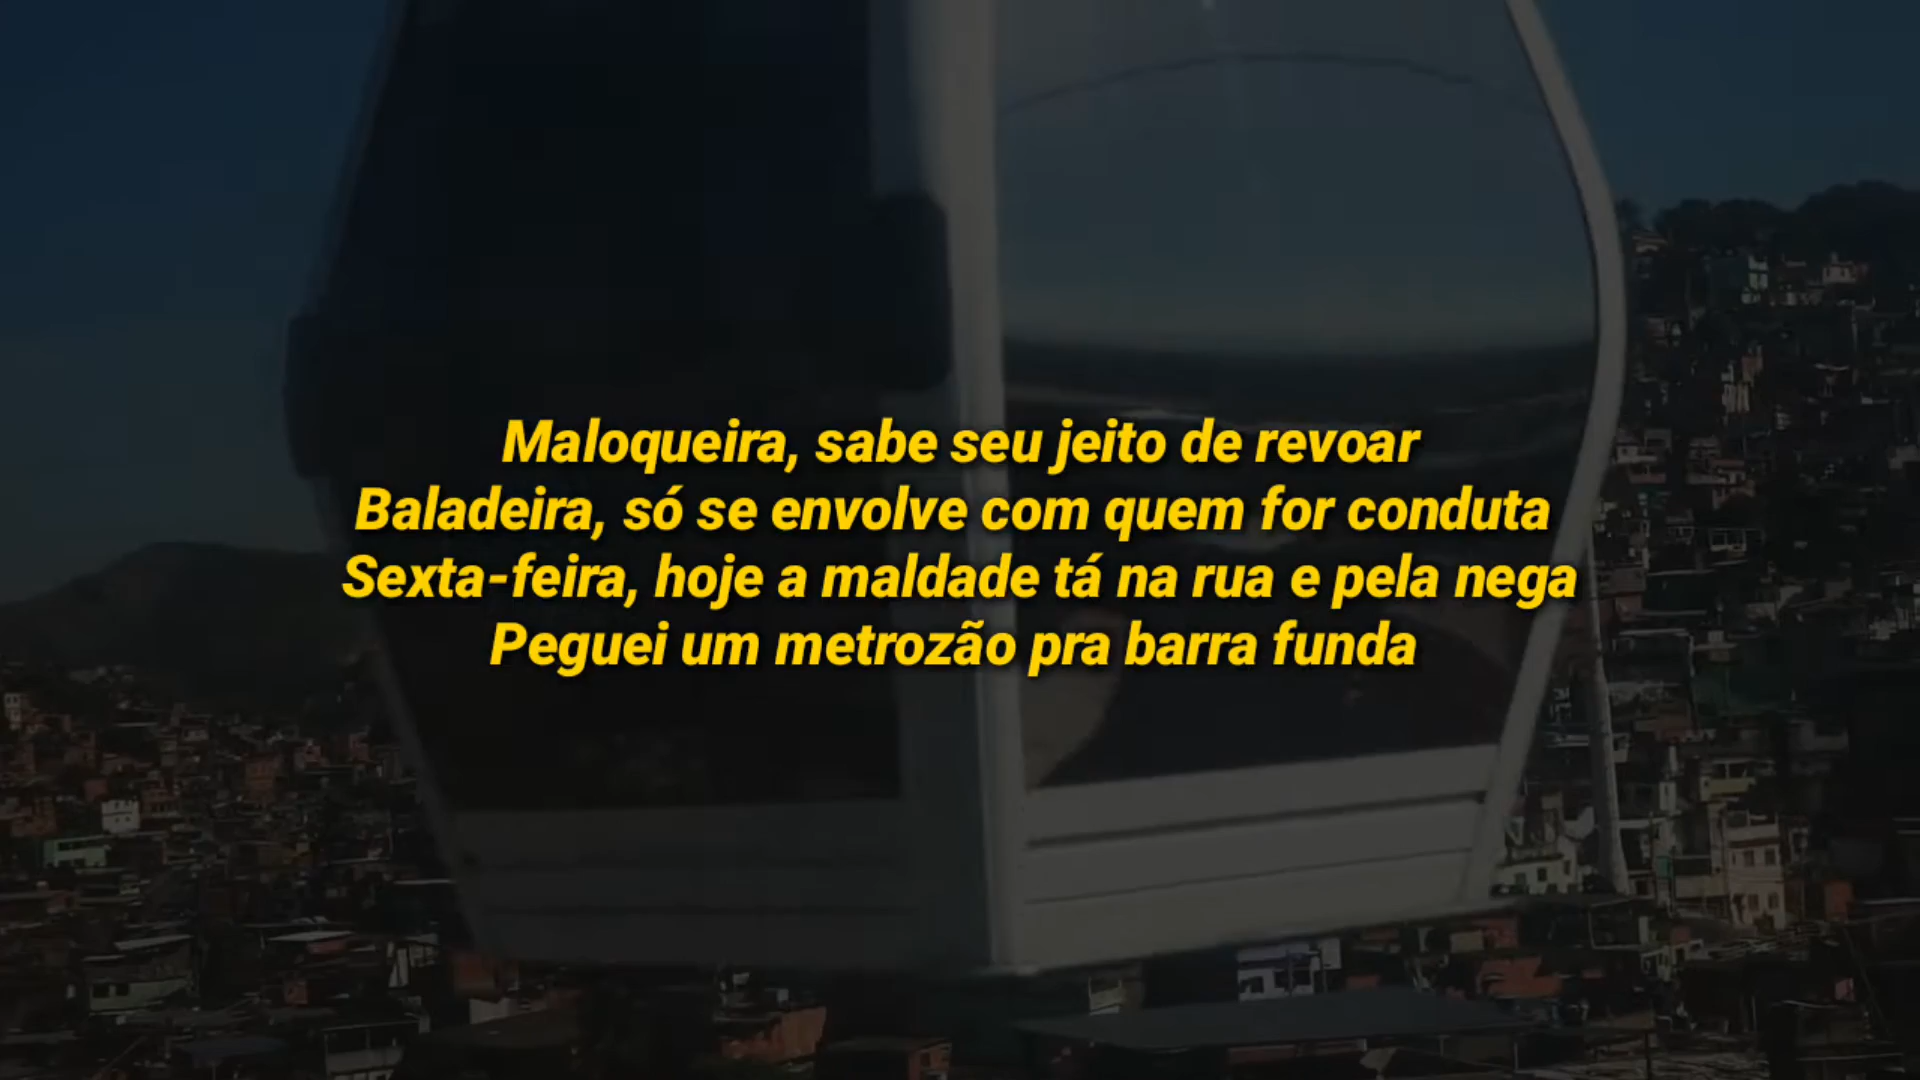 Maloqueira, sabe seu jeito de revoar
Baladeira, só se envolve com quem for conduta
Sexta-feira, hoje a maldade tá na rua e pela nega
Peguei um metrozão pra barra funda